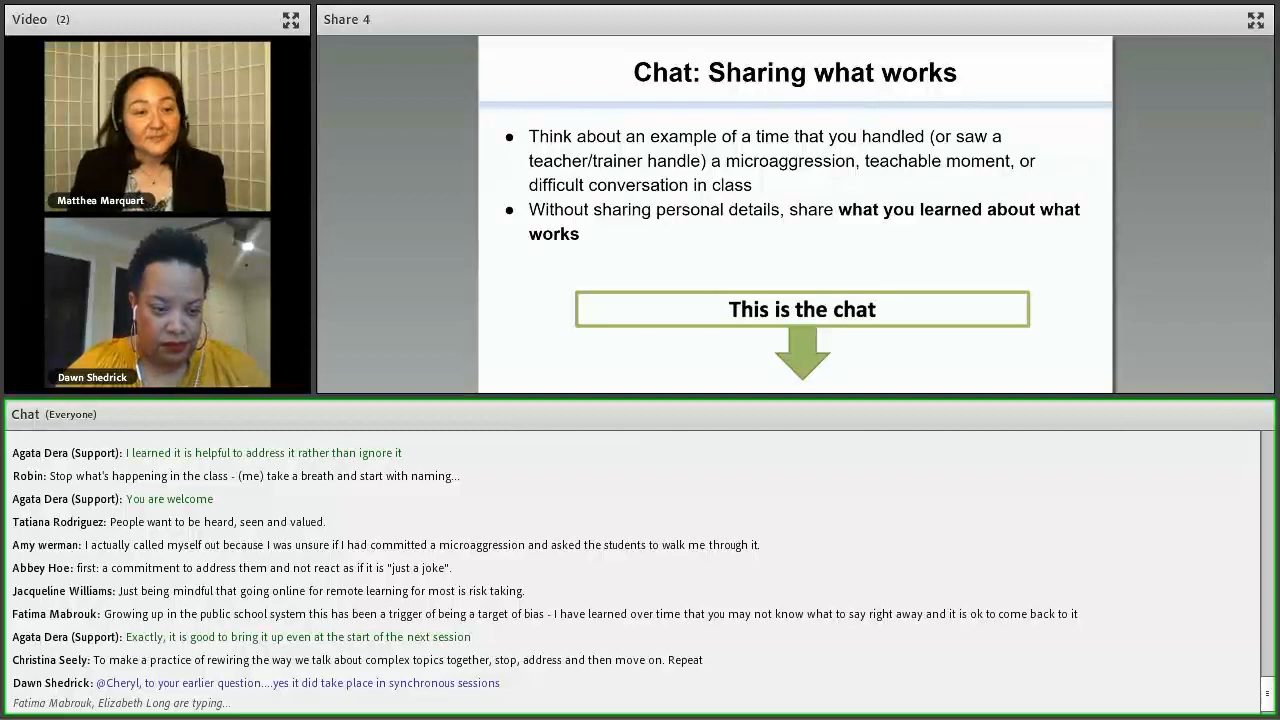 Video (2)
Share 4
Matthea Marquart
Dawn Shedrick
Chat: Sharing what works
● Think about an example of a time that you handled (or saw a
teacher/trainer handle) a microaggression, teachable moment, or
difficult conversation in class
● Without sharing personal details, share what you learned about what
works
This is the chat
Chat (Everyone)
Agata Dera (Support): I learned it is helpful to address it rather than ignore it
Robin: Stop what's happening in the class - (me) take a breath and start with naming...
Agata Dera (Support): You are welcome
Tatiana Rodriguez: People want to be heard, seen and valued.
Amy werman: I actually called myself out because I was unsure if I had committed a microaggression and asked the students to walk me through it.
Abbey Hoe: first: a commitment to address them and not react as if it is "just a joke".
Jacqueline Williams: Just being mindful that going online for remote learning for most is risk taking.
Fatima Mabrouk: Growing up in the public school system this has been a trigger of being a target of bias - I have learned over time that you may not know what to say right away and it is ok to come back to it
Agata Dera (Support): Exactly, it is good to bring it up even at the start of the next session
Christina Seely: To make a practice of rewiring the way we talk about complex topics together, stop, address and then move on. Repeat
Dawn Shedrick: @Cheryl, to your earlier question....yes it did take place in synchronous sessions
Fatima Mabrouk, Elizabeth Long are typing...